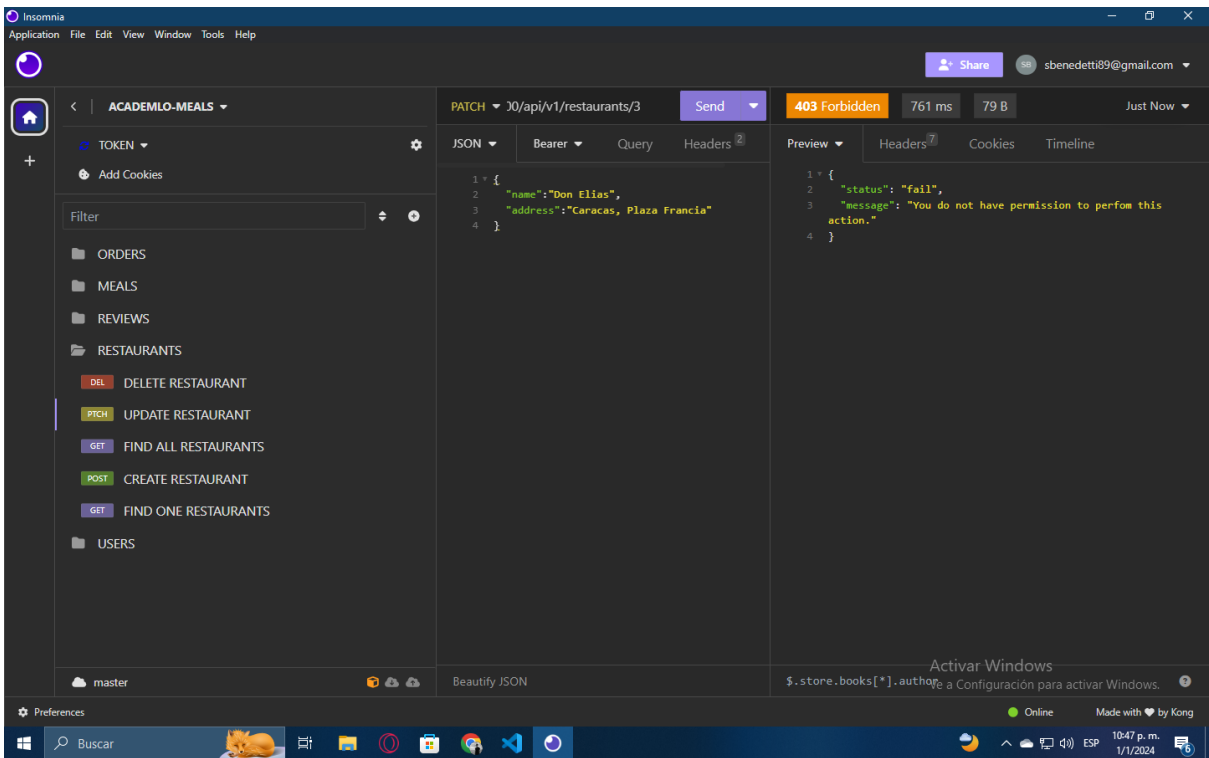 Insomnia
Application File Edit View Window Tools Help
Share SB sbenedetti89@gmail.com
ACADEMLO-MEALS
PATCH 00/api/v1/restaurants/3 Send
403 Forbidden 761 ms 79 B Just Now
TOKEN
JSON Bearer Query Headers 2
Preview Headers 7 Cookies Timeline
Add Cookies
Filter
1 {
2 "name":"Don Elias",
3 "address":"Caracas, Plaza Francia"
4 }
1 {
2 "status": "fail",
3 "message": "You do not have permission to perfom this
action."
4 }
ORDERS
MEALS
REVIEWS
RESTAURANTS
DEL DELETE RESTAURANT
PTCH UPDATE RESTAURANT
GET FIND ALL RESTAURANTS
POST CREATE RESTAURANT
GET FIND ONE RESTAURANTS
USERS
master
Beautify JSON
$.store.books[*].author
Activar Windows
Ve a Configuración para activar Windows.
Preferences
Online Made with ♥ by Kong
Buscar
ESP
10:47 p. m.
1/1/2024
6